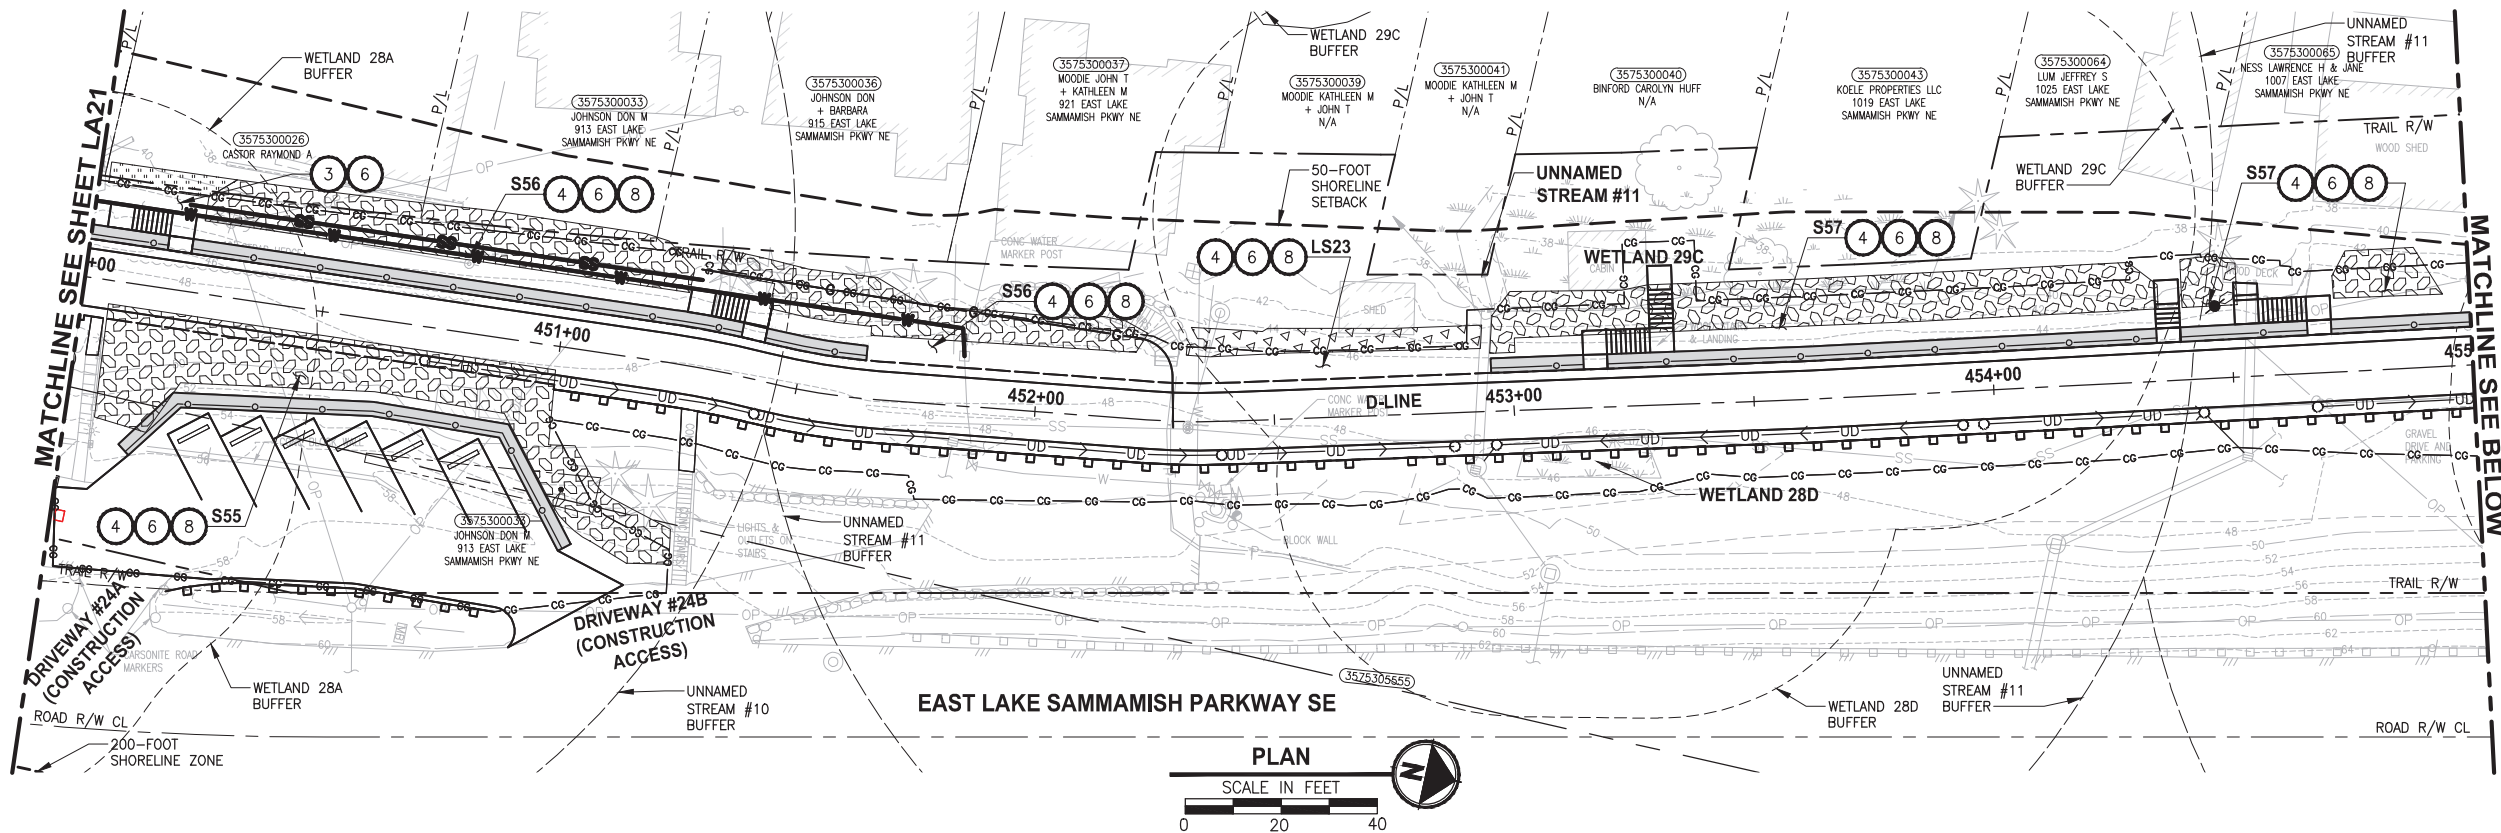 MATCHLINE SEE SHEET LA21
P/L
WETLAND 28A
BUFFER
3575300026
CASTOR RAYMOND A
3
6
S56
4
6
8
3575300033
JOHNSON DON M
913 EAST LAKE
SAMMAMISH PKWY NE
P/L
P/L
3575300036
JOHNSON DON
+ BARBARA
915 EAST LAKE
SAMMAMISH PKWY NE
P/L
3575300037
MOODIE JOHN T
+ KATHLEEN M
921 EAST LAKE
SAMMAMISH PKWY NE
P/L
WETLAND 29C
BUFFER
3575300039
MOODIE KATHLEEN M
+ JOHN T
N/A
P/L
3575300041
MOODIE KATHLEEN M
+ JOHN T
N/A
P/L
3575300040
BINFORD CAROLYN HUFF
N/A
P/L
3575300043
KOELE PROPERTIES LLC
1019 EAST LAKE
SAMMAMISH PKWY NE
P/L
3575300064
LUM JEFFREY S
1025 EAST LAKE
SAMMAMISH PKWY NE
P/L
UNNAMED
STREAM #11
BUFFER
3575300065
NESS LAWRENCE H & JANE
1007 EAST LAKE
SAMMAMISH PKWY NE
TRAIL R/W
WOOD SHED
50-FOOT
SHORELINE
SETBACK
UNNAMED
STREAM #11
WETLAND 29C
BUFFER
S57
4
6
8
S57
4
6
8
4
6
8
LS23
WETLAND 29C
CABIN
SHED
CONC WATER
MARKER POST
TRAIL R/W
S56
4
6
8
WOOD DECK
& LANDING
+00
451+00
452+00
D-LINE
453+00
454+00
455
CONC WATER
MARKER POST
GRAVEL
DRIVE AND
PARKING
MATCHLINE SEE BELOW
WETLAND 28D
4
6
8
S55
3575300033
JOHNSON DON M
913 EAST LAKE
SAMMAMISH PKWY NE
LIGHTS &
OUTLETS ON
STAIRS
UNNAMED
STREAM #11
BUFFER
BLOCK WALL
TRAIL R/W
TRAIL R/W
DRIVEWAY #24A
(CONSTRUCTION
ACCESS)
CARSONITE ROAD
MARKERS
DRIVEWAY #24B
(CONSTRUCTION
ACCESS)
WETLAND 28A
BUFFER
UNNAMED
STREAM #10
BUFFER
3575305555
EAST LAKE SAMMAMISH PARKWAY SE
WETLAND 28D
BUFFER
UNNAMED
STREAM #11
BUFFER
ROAD R/W CL
ROAD R/W CL
200-FOOT
SHORELINE ZONE
PLAN
SCALE IN FEET
0 20 40
N